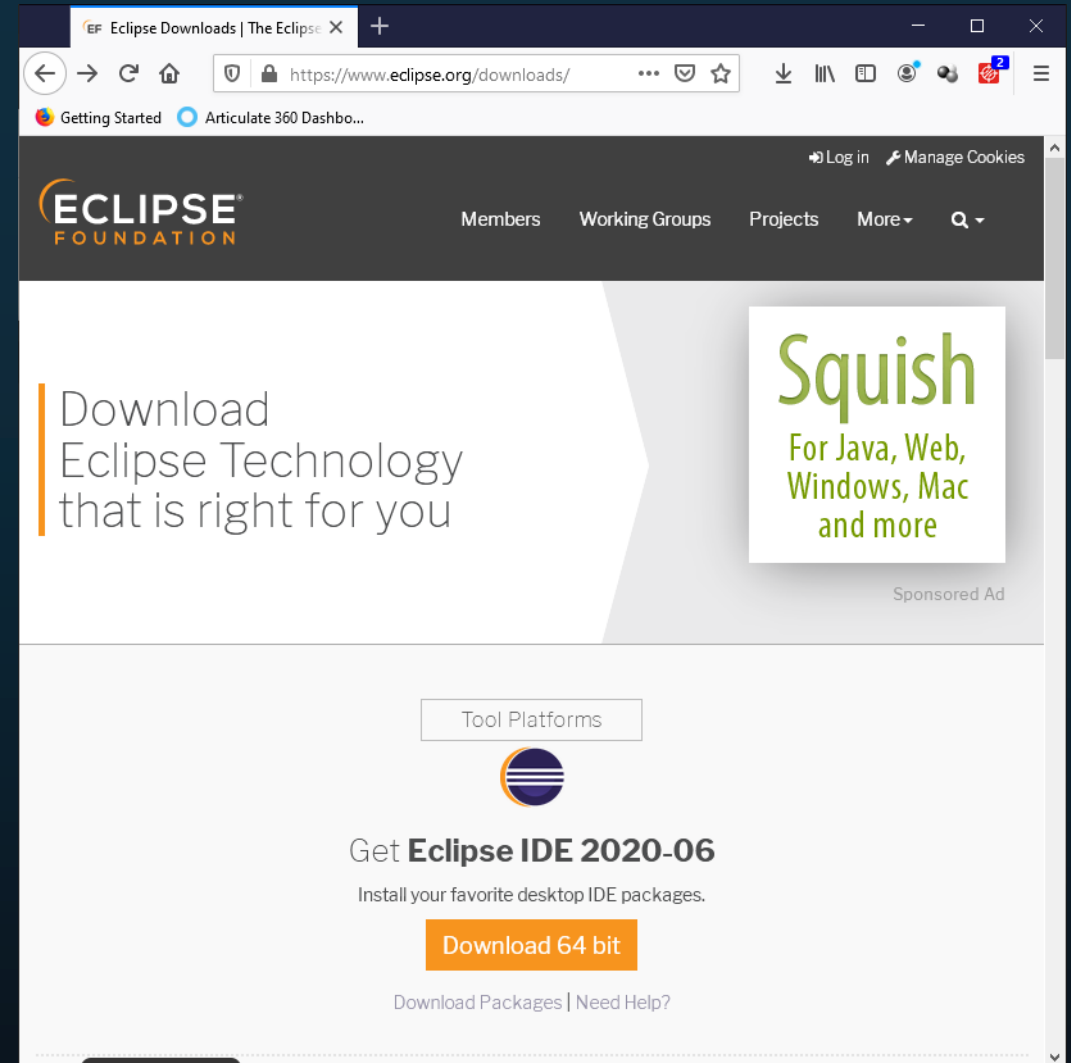 EF Eclipse Downloads | The Eclipse
https://www.eclipse.org/downloads/
2
Getting Started Articulate 360 Dashbo...
Log in Manage Cookies
ECLIPSE®
FOUNDATION
Members Working Groups Projects More
Download
Eclipse Technology
that is right for you
Squish
For Java, Web,
Windows, Mac
and more
Sponsored Ad
Tool Platforms
Get Eclipse IDE 2020-06
Install your favorite desktop IDE packages.
Download 64 bit
Download Packages | Need Help?